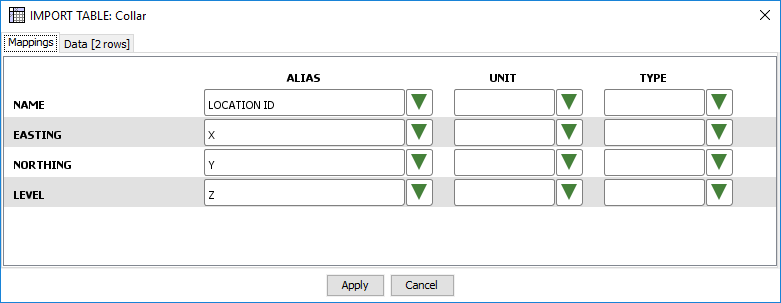 IMPORT TABLE: Collar
Mappings Data [2 rows]
ALIAS UNIT TYPE
NAME LOCATION ID
EASTING X
NORTHING Y
LEVEL Z
Apply Cancel